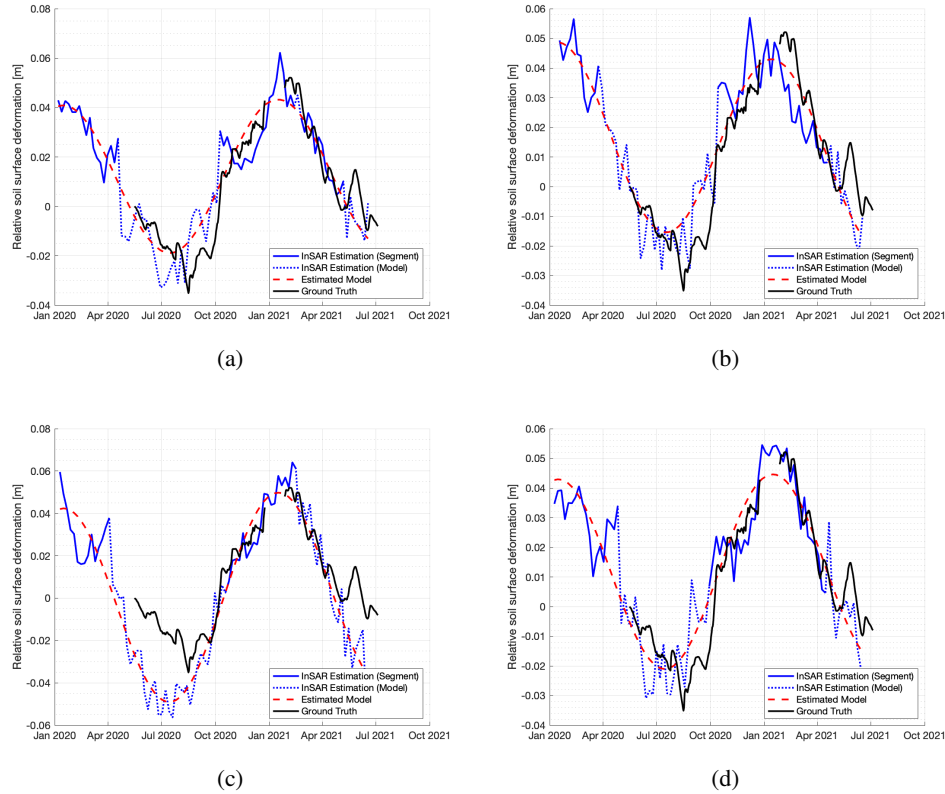 0.08
0.06
0.04
0.02
0
-0.02
-0.04
Relative soil surface deformation [m]
Jan 2020 Apr 2020 Jul 2020 Oct 2020 Jan 2021 Apr 2021 Jul 2021 Oct 2021
InSAR Estimation (Segment)
InSAR Estimation (Model)
Estimated Model
Ground Truth
(a)
0.06
0.05
0.04
0.03
0.02
0.01
0
-0.01
-0.02
-0.03
-0.04
Relative soil surface deformation [m]
Jan 2020 Apr 2020 Jul 2020 Oct 2020 Jan 2021 Apr 2021 Jul 2021 Oct 2021
InSAR Estimation (Segment)
InSAR Estimation (Model)
Estimated Model
Ground Truth
(b)
0.08
0.06
0.04
0.02
0
-0.02
-0.04
-0.06
Relative soil surface deformation [m]
Jan 2020 Apr 2020 Jul 2020 Oct 2020 Jan 2021 Apr 2021 Jul 2021 Oct 2021
InSAR Estimation (Segment)
InSAR Estimation (Model)
Estimated Model
Ground Truth
(c)
0.06
0.05
0.04
0.03
0.02
0.01
0
-0.01
-0.02
-0.03
-0.04
Relative soil surface deformation [m]
Jan 2020 Apr 2020 Jul 2020 Oct 2020 Jan 2021 Apr 2021 Jul 2021 Oct 2021
InSAR Estimation (Segment)
InSAR Estimation (Model)
Estimated Model
Ground Truth
(d)